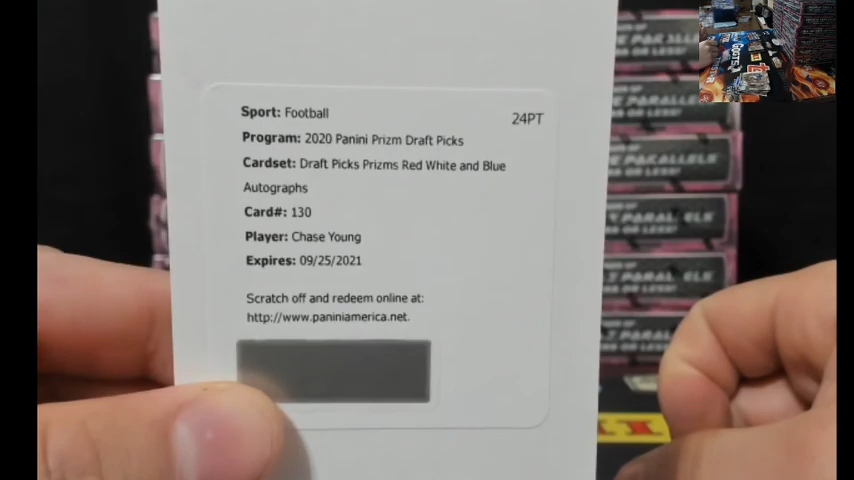 Sport: Football
24PT
Program: 2020 Panini Prizm Draft Picks
Cardset: Draft Picks Prizms Red White and Blue
Autographs
Card#: 130
Player: Chase Young
Expires: 09/25/2021
Scratch off and redeem online at:
http://www.paniniamerica.net.